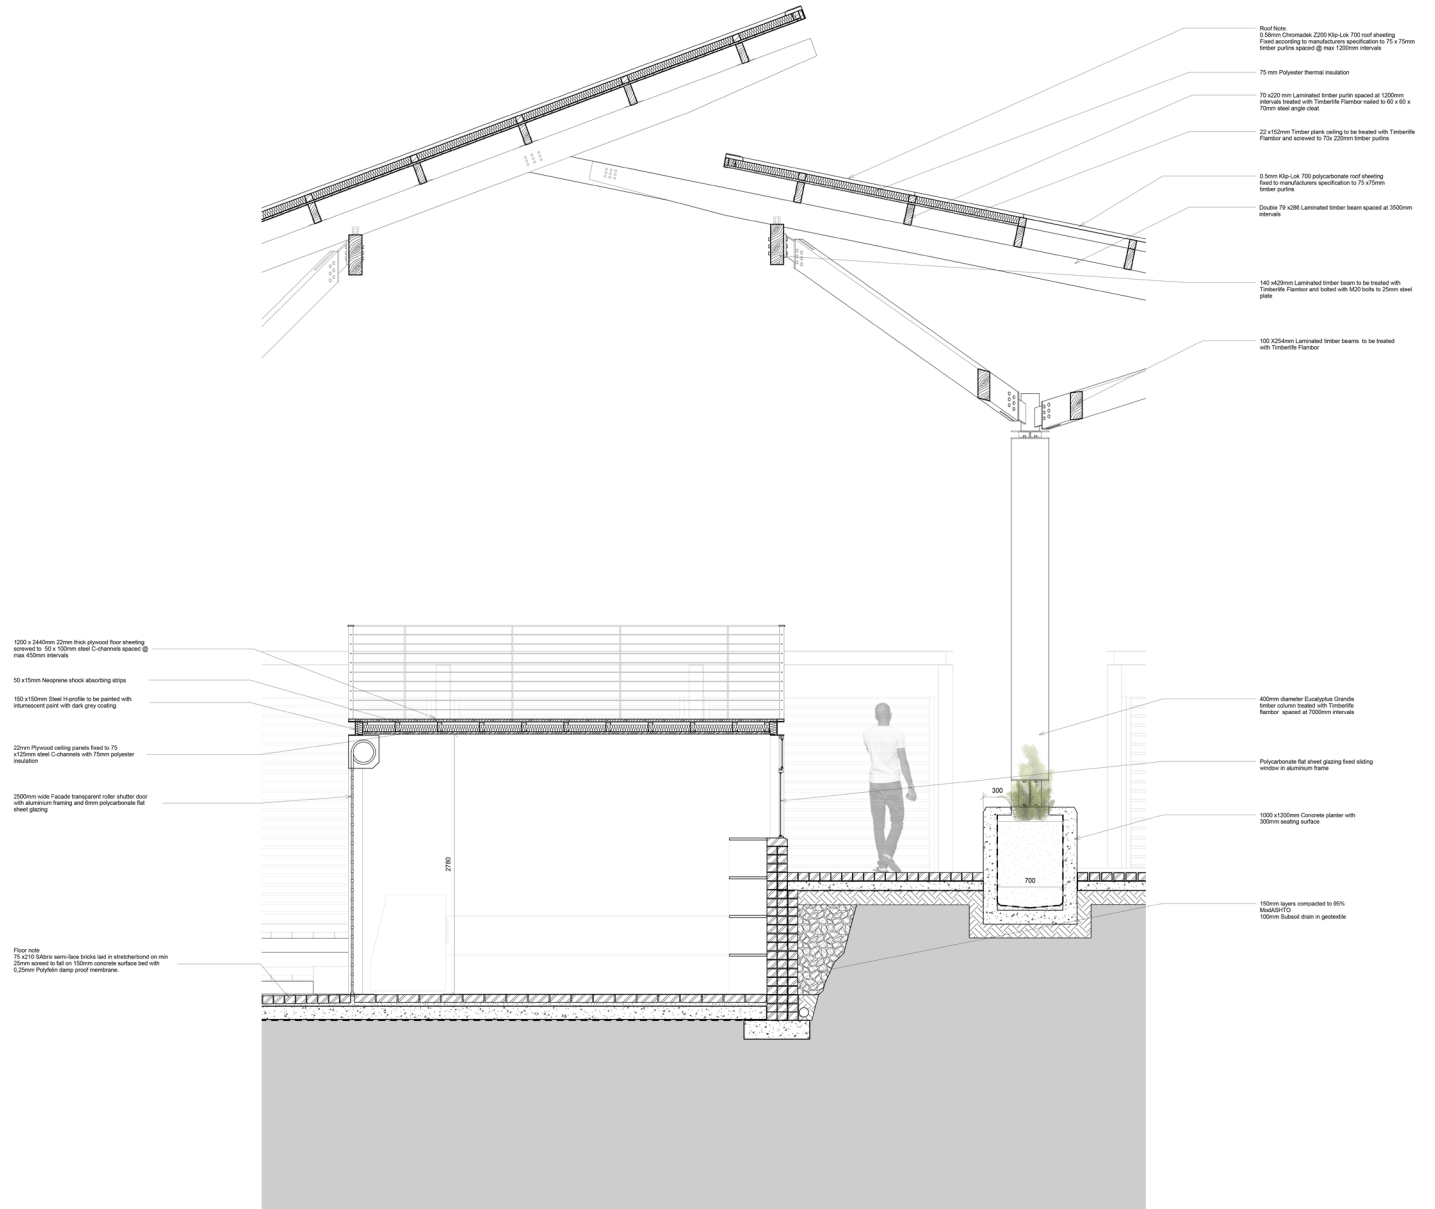 Roof Note:
0.58mm Chromadek Z200 Klip-Lok 700 roof sheeting
Fixed according to manufacturers specification to 75 x 75mm
timber purlins spaced @ max 1200mm intervals
75 mm Polyester thermal insulation
70 x220 mm Laminated timber purlin spaced at 1200mm
intervals treated with Timberlife Flambor nailed to 60 x 60 x
70mm steel angle cleat.
22 x152mm Timber plank ceiling to be treated with Timberlife
Flambor and screwed to 70x 220mm timber purlins
0.5mm Klip-Lok 700 polycarbonate roof sheeting
fixed to manufacturers specification to 75 x75mm
timber purlins
Double 79 x286 Laminated timber beam spaced at 3500mm
intervals
140 x429mm Laminated timber beam to be treated with
Timberlife Flambor and bolted with M20 bolts to 25mm steel
plate
100 X254mm Laminated timber beams to be treated
with Timberlife Flambor
1200 x 2440mm 22mm thick plywood floor sheeting
screwed to 50 x 100mm steel C-channels spaced @
max 450mm intervals
50 x15mm Neoprene shock absorbing strips
150 x150mm Steel H-profile to be painted with
intumescent paint with dark grey coating
22mm Plywood ceiling panels fixed to 75
x125mm steel C-channels with 75mm polyester
insulation
2500mm wide Facade transparent roller shutter door
with aluminium framing and 6mm polycarbonate flat
sheet glazing
Floor note
75 x210 SAbrix semi-face bricks laid in stretcherbond on min
25mm screed to fall on 150mm concrete surface bed with
0,25mm Polyfelin damp proof membrane.
2780
300
700
400mm diameter Eucalyptus Grandis
timber column treated with Timberlife
flambor spaced at 7000mm intervals
Polycarbonate flat sheet glazing fixed sliding
window in aluminium frame
1000 x1200mm Concrete planter with
300mm seating surface
150mm layers compacted to 95%
ModASHTO
100mm Subsoil drain in geotextile